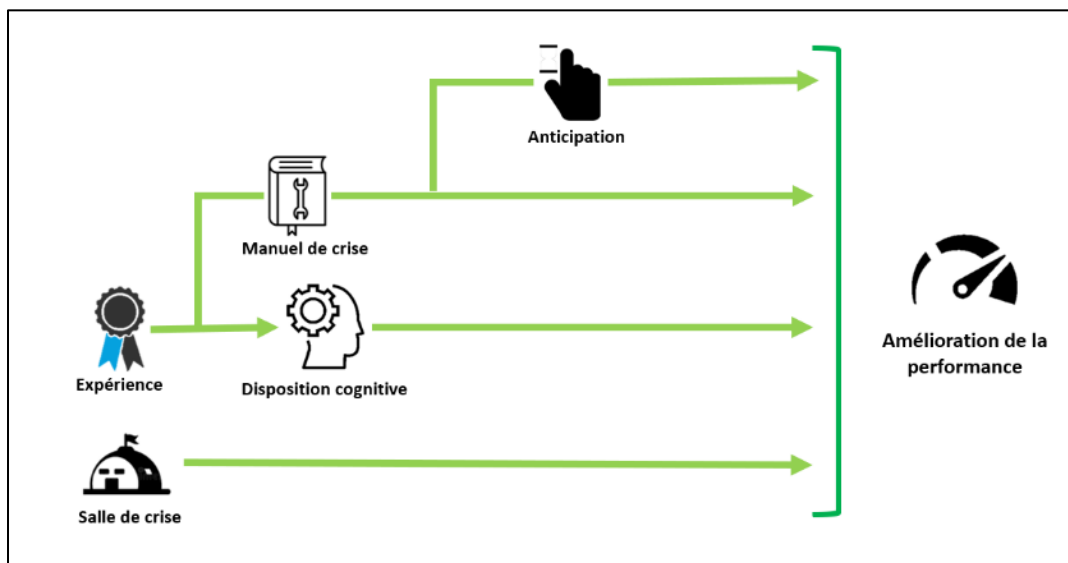 Anticipation
Manuel de crise
Expérience
Disposition cognitive
Amélioration de la
performance
Salle de crise